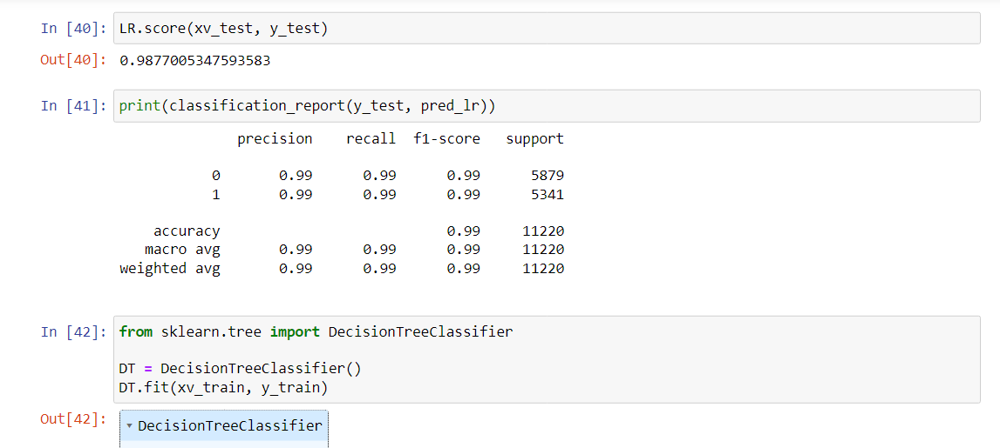 In [40]: LR.score(xv_test, y_test)
Out[40]: 0.9877005347593583
In [41]: print(classification_report(y_test, pred_lr))
precision recall f1-score support
0 0.99 0.99 0.99 5879
1 0.99 0.99 0.99 5341
accuracy 0.99 11220
macro avg 0.99 0.99 0.99 11220
weighted avg 0.99 0.99 0.99 11220
In [42]: from sklearn.tree import DecisionTreeClassifier
DT = DecisionTreeClassifier()
DT.fit(xv_train, y_train)
Out[42]: ▾ DecisionTreeClassifier